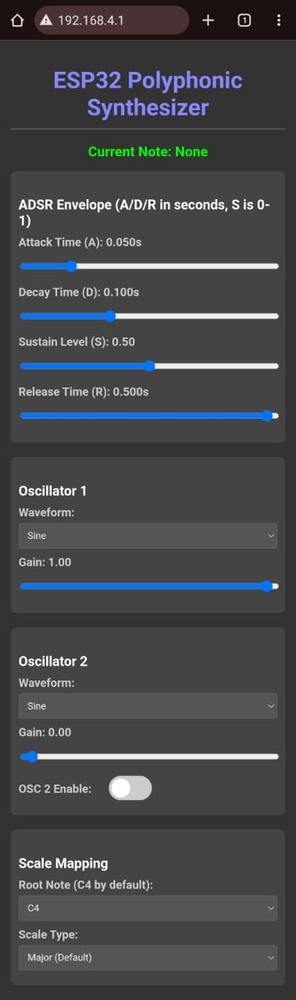 192.168.4.1
1
ESP32 Polyphonic
Synthesizer
Current Note: None
ADSR Envelope (A/D/R in seconds, S is 0-
1)
Attack Time (A): 0.050s
Decay Time (D): 0.100s
Sustain Level (S): 0.50
Release Time (R): 0.500s
Oscillator 1
Waveform:
Sine
Gain: 1.00
Oscillator 2
Waveform:
Sine
Gain: 0.00
OSC 2 Enable:
Scale Mapping
Root Note (C4 by default):
C4
Scale Type:
Major (Default)